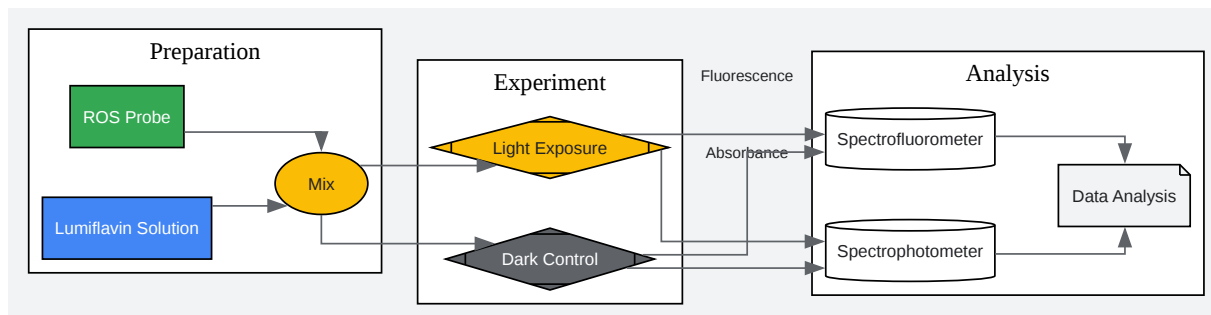 Preparation
ROS Probe
Lumiflavin Solution
Mix
Experiment
Light Exposure
Dark Control
Fluorescence
Absorbance
Analysis
Spectrofluorometer
Spectrophotometer
Data Analysis